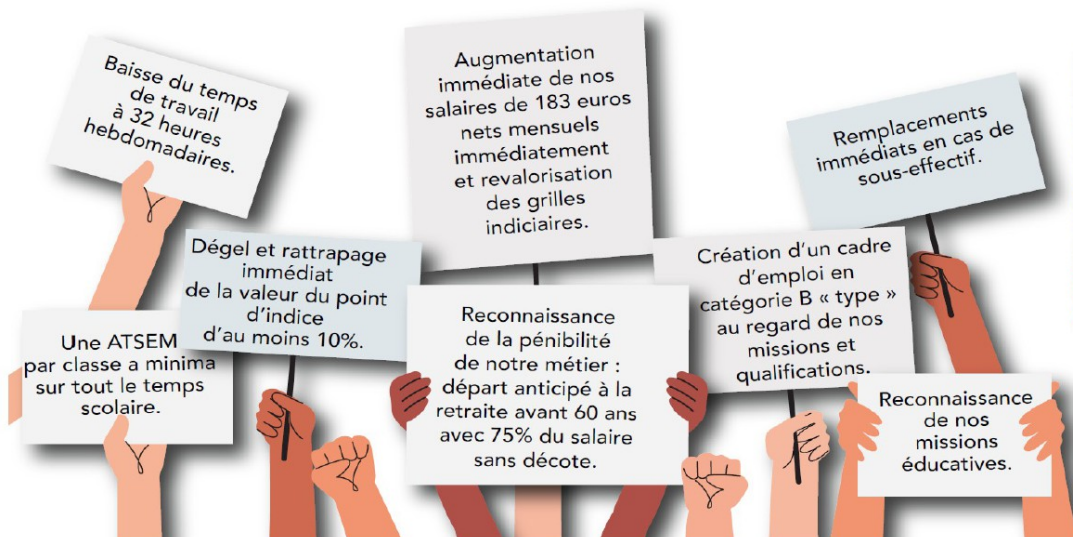 Baisse du temps
de travail
à 32 heures
hebdomadaires.
Augmentation
immédiate de nos
salaires de 183 euros
nets mensuels
immédiatement
et revalorisation
des grilles
indiciaires.
Remplacements
immédiats en cas de
sous-effectif.
Dégel et rattrapage
immédiat
de la valeur du point
d'indice
d'au moins 10%.
Création d'un cadre
d'emploi en
catégorie B « type »
au regard de nos
missions et
qualifications.
Une ATSEM
par classe a minima
sur tout le temps
scolaire.
Reconnaissance
de la pénibilité
de notre métier :
départ anticipé à la
retraite avant 60 ans
avec 75% du salaire
sans décote.
Reconnaissance
de nos
missions
éducatives.